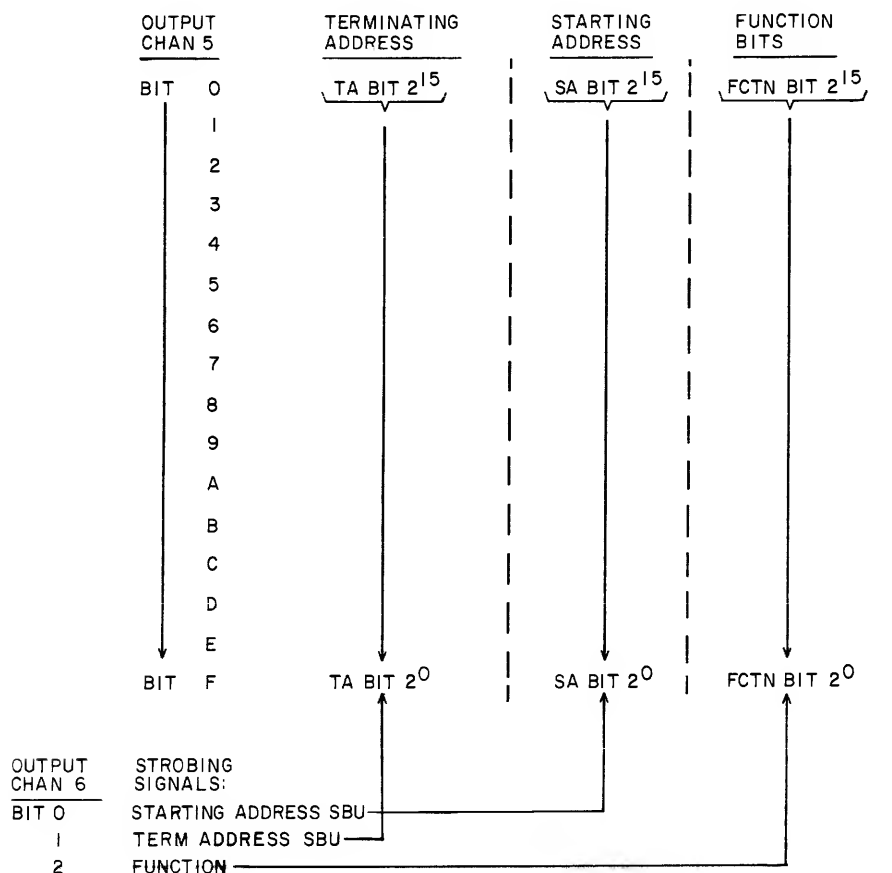 OUTPUT CHAN 5
TERMINATING ADDRESS
STARTING ADDRESS
FUNCTION BITS
BIT 0 TA BIT 2^15 SA BIT 2^15 FCTN BIT 2^15
1
2
3
4
5
6
7
8
9
A
B
C
D
E
BIT F TA BIT 2^0 SA BIT 2^0 FCTN BIT 2^0
OUTPUT CHAN 6
STROBING SIGNALS:
BIT 0 STARTING ADDRESS SBU
1 TERM ADDRESS SBU
2 FUNCTION